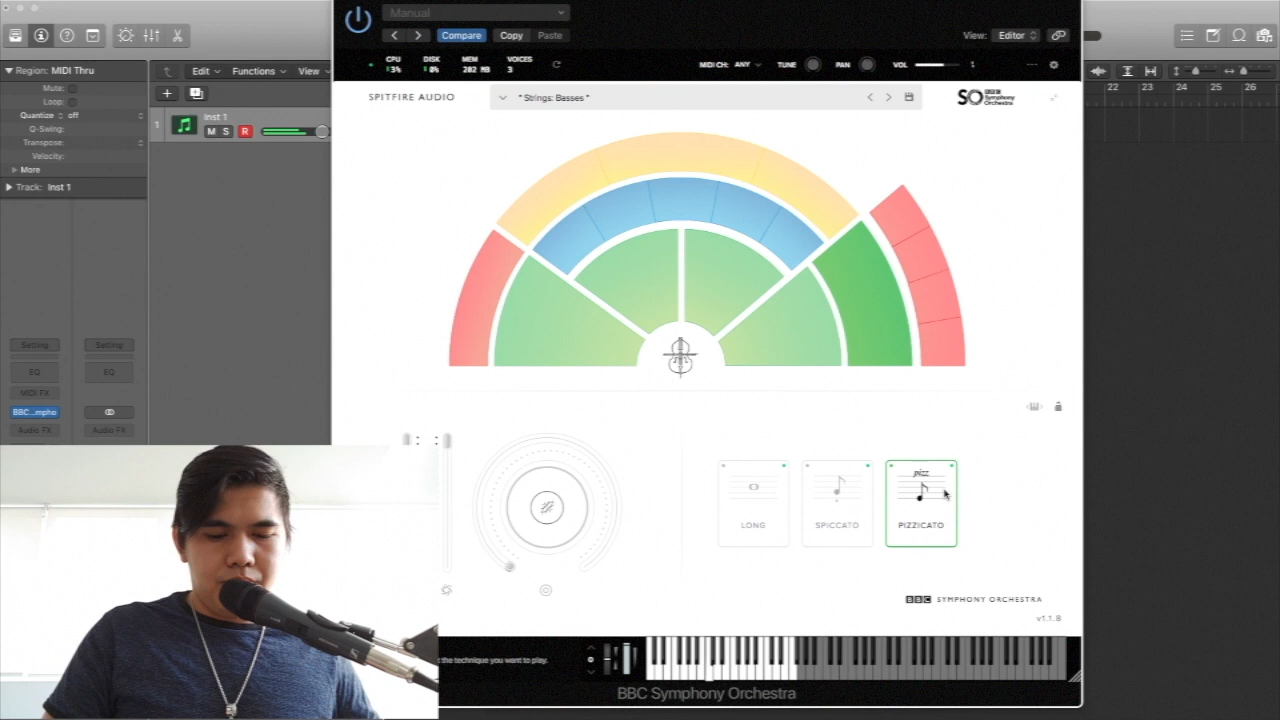 Manual
Compare
Copy
Paste
View:
Editor
CPU
3%
DISK
0%
MEM
202 MB
VOICES
3
MIDI CH:
ANY
TUNE
PAN
VOL
Region: MIDI Thru
Mute:
Loop:
Quantize
off
Q-Swing:
Transpose:
Velocity:
More
Track: Inst 1
Edit
Functions
View
1
Inst 1
M S R
22 23 24 25 26
SPITFIRE AUDIO
" Strings: Basses "
SO
BBC
Symphony
Orchestra
Setting
Setting
EQ
EQ
MIDI FX
BBC...mpho
Audio FX
Audio FX
LONG
SPICCATO
pizz
PIZZICATO
BBC SYMPHONY ORCHESTRA
v1.1.8
the technique you want to play.
BBC Symphony Orchestra